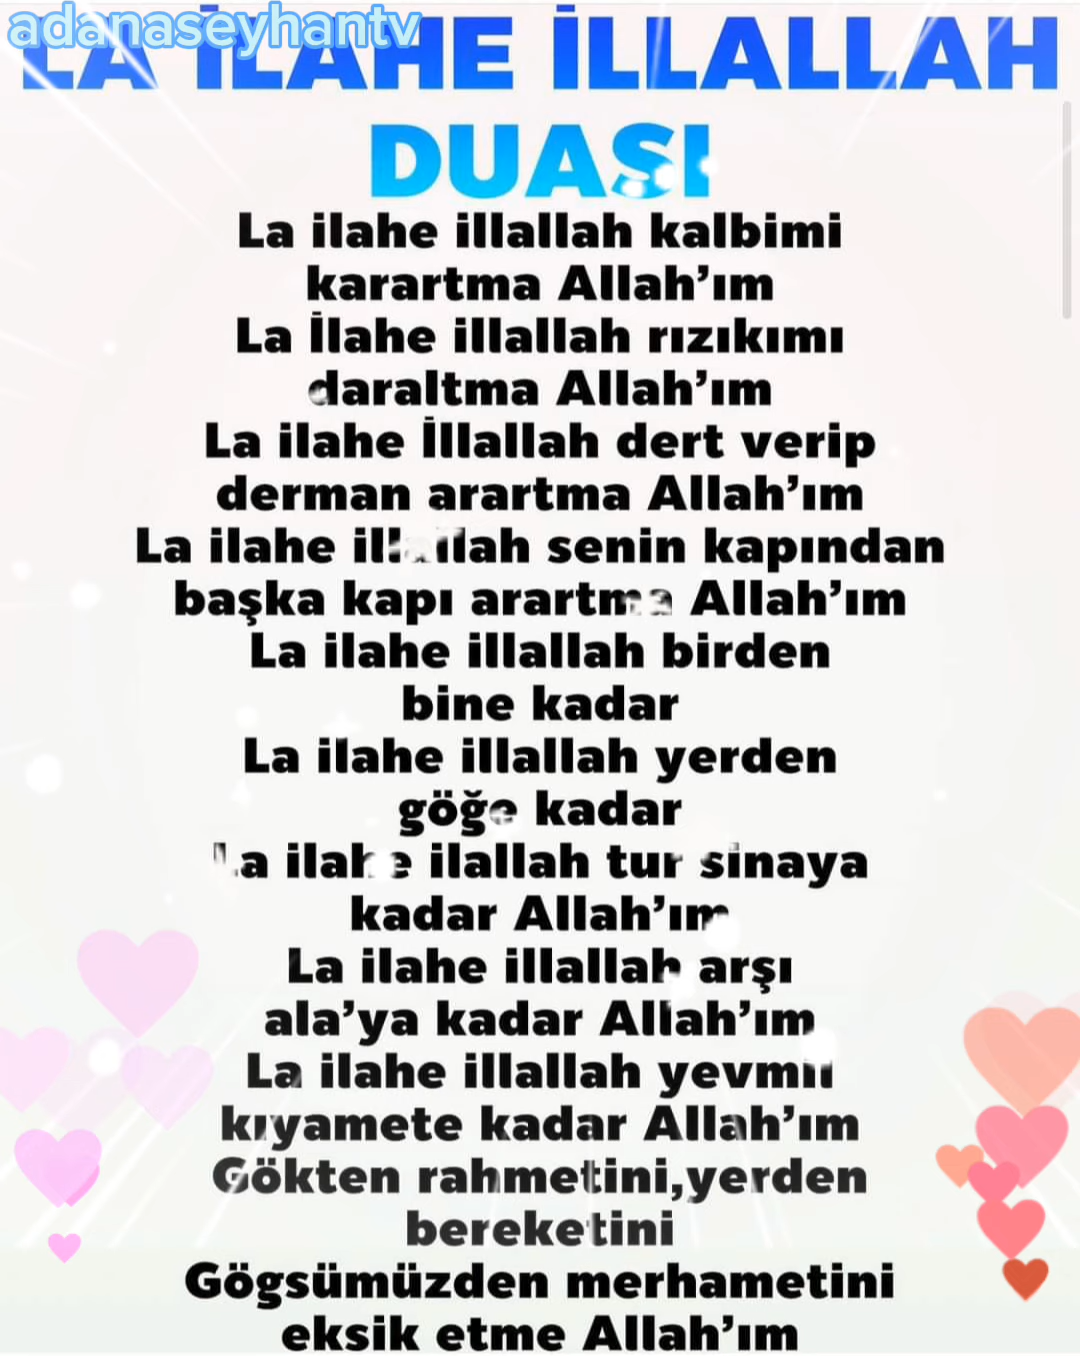 adanaseyhantv
LA İLAHE İLLALLAH
DUASI
La ilahe illallah kalbimi
karartma Allah’ım
La İlahe illallah rızıkımı
daraltma Allah’ım
La ilahe İllallah dert verip
derman arartma Allah’ım
La ilahe illallah senin kapından
başka kapı arartma Allah’ım
La ilahe illallah birden
bine kadar
La ilahe illallah yerden
göğe kadar
La ilahe ilallah tur sinaya
kadar Allah’ım
La ilahe illallah arşı
ala’ya kadar Allah’ım
La ilahe illallah yevmil
kıyamete kadar Allah’ım
Gökten rahmetini,yerden
bereketini
Gögsümüzden merhametini
eksik etme Allah’ım